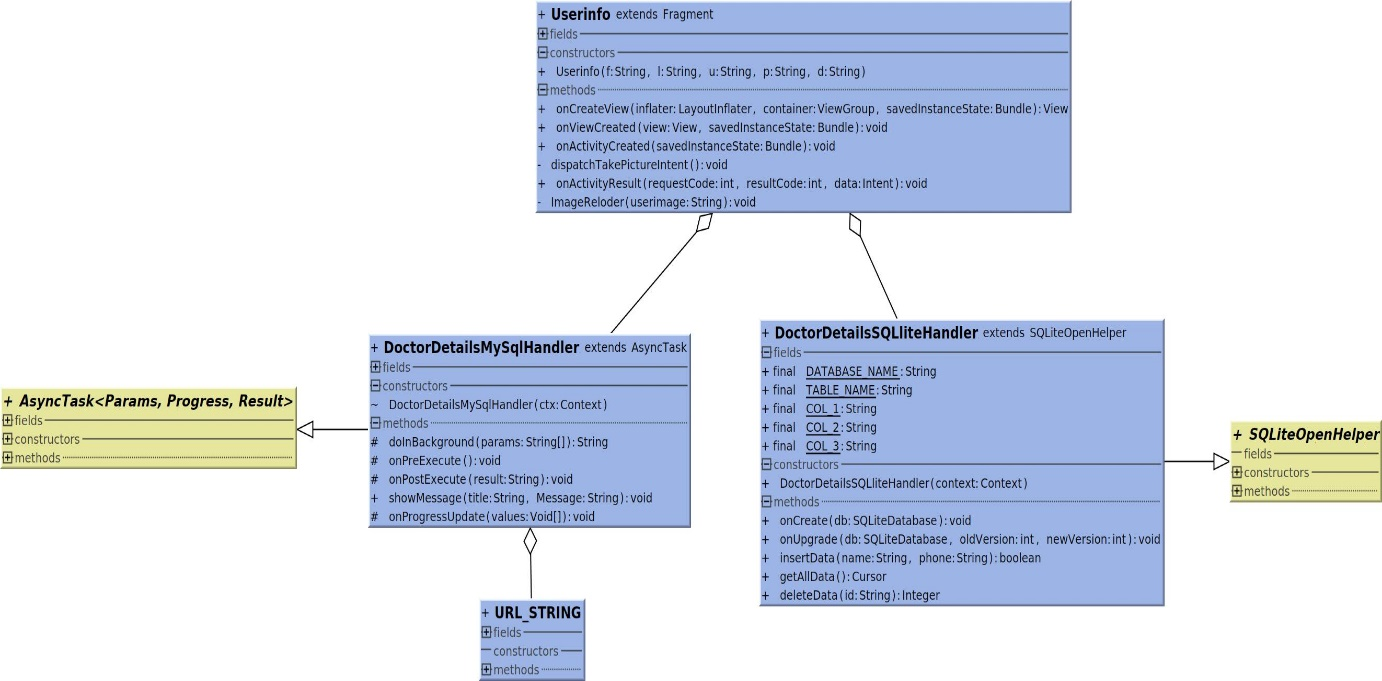 + Userinfo extends Fragment
fields
constructors
+ Userinfo(f:String, l:String, u:String, p:String, d:String)
methods
+ onCreateView(inflater:LayoutInflater, container:ViewGroup, savedInstanceState:Bundle):View
+ onViewCreated(view:View, savedInstanceState:Bundle):void
+ onActivityCreated(savedInstanceState:Bundle):void
- dispatchTakePictureIntent():void
+ onActivityResult(requestCode:int, resultCode:int, data:Intent):void
- ImageReloder(userimage:String):void
+ DoctorDetailsMySqlHandler extends AsyncTask
fields
constructors
~ DoctorDetailsMySqlHandler(ctx:Context)
methods
# doInBackground(params:String[]):String
# onPreExecute():void
# onPostExecute(result:String):void
+ showMessage(title:String, Message:String):void
# onProgressUpdate(values:Void[]):void
+ DoctorDetailsSQLliteHandler extends SQLiteOpenHelper
fields
+ final DATABASE_NAME:String
+ final TABLE_NAME:String
+ final COL_1:String
+ final COL_2:String
+ final COL_3:String
constructors
+ DoctorDetailsSQLliteHandler(context:Context)
methods
+ onCreate(db:SQLiteDatabase):void
+ onUpgrade(db:SQLiteDatabase, oldVersion:int, newVersion:int):void
+ insertData(name:String, phone:String):boolean
+ getAllData():Cursor
+ deleteData(id:String):Integer
+ AsyncTask<Params, Progress, Result>
fields
constructors
methods
+ SQLiteOpenHelper
fields
constructors
methods
+ URL_STRING
fields
constructors
methods